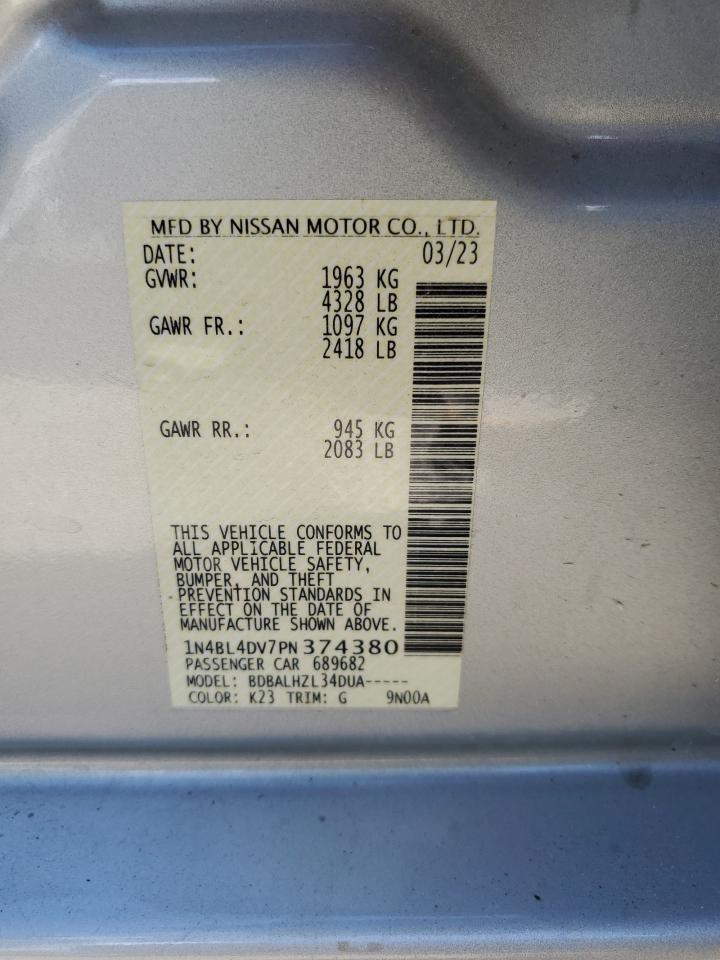 MFD BY NISSAN MOTOR CO., LTD.
DATE: 03/23
GVWR: 1963 KG
4328 LB
GAWR FR.: 1097 KG
2418 LB
GAWR RR.: 945 KG
2083 LB
THIS VEHICLE CONFORMS TO
ALL APPLICABLE FEDERAL
MOTOR VEHICLE SAFETY,
BUMPER, AND THEFT
PREVENTION STANDARDS IN
EFFECT ON THE DATE OF
MANUFACTURE SHOWN ABOVE.
1N4BL4DV7PN374380
PASSENGER CAR 689682
MODEL: BDBALHZL34DUA-----
COLOR: K23 TRIM: G 9N00A